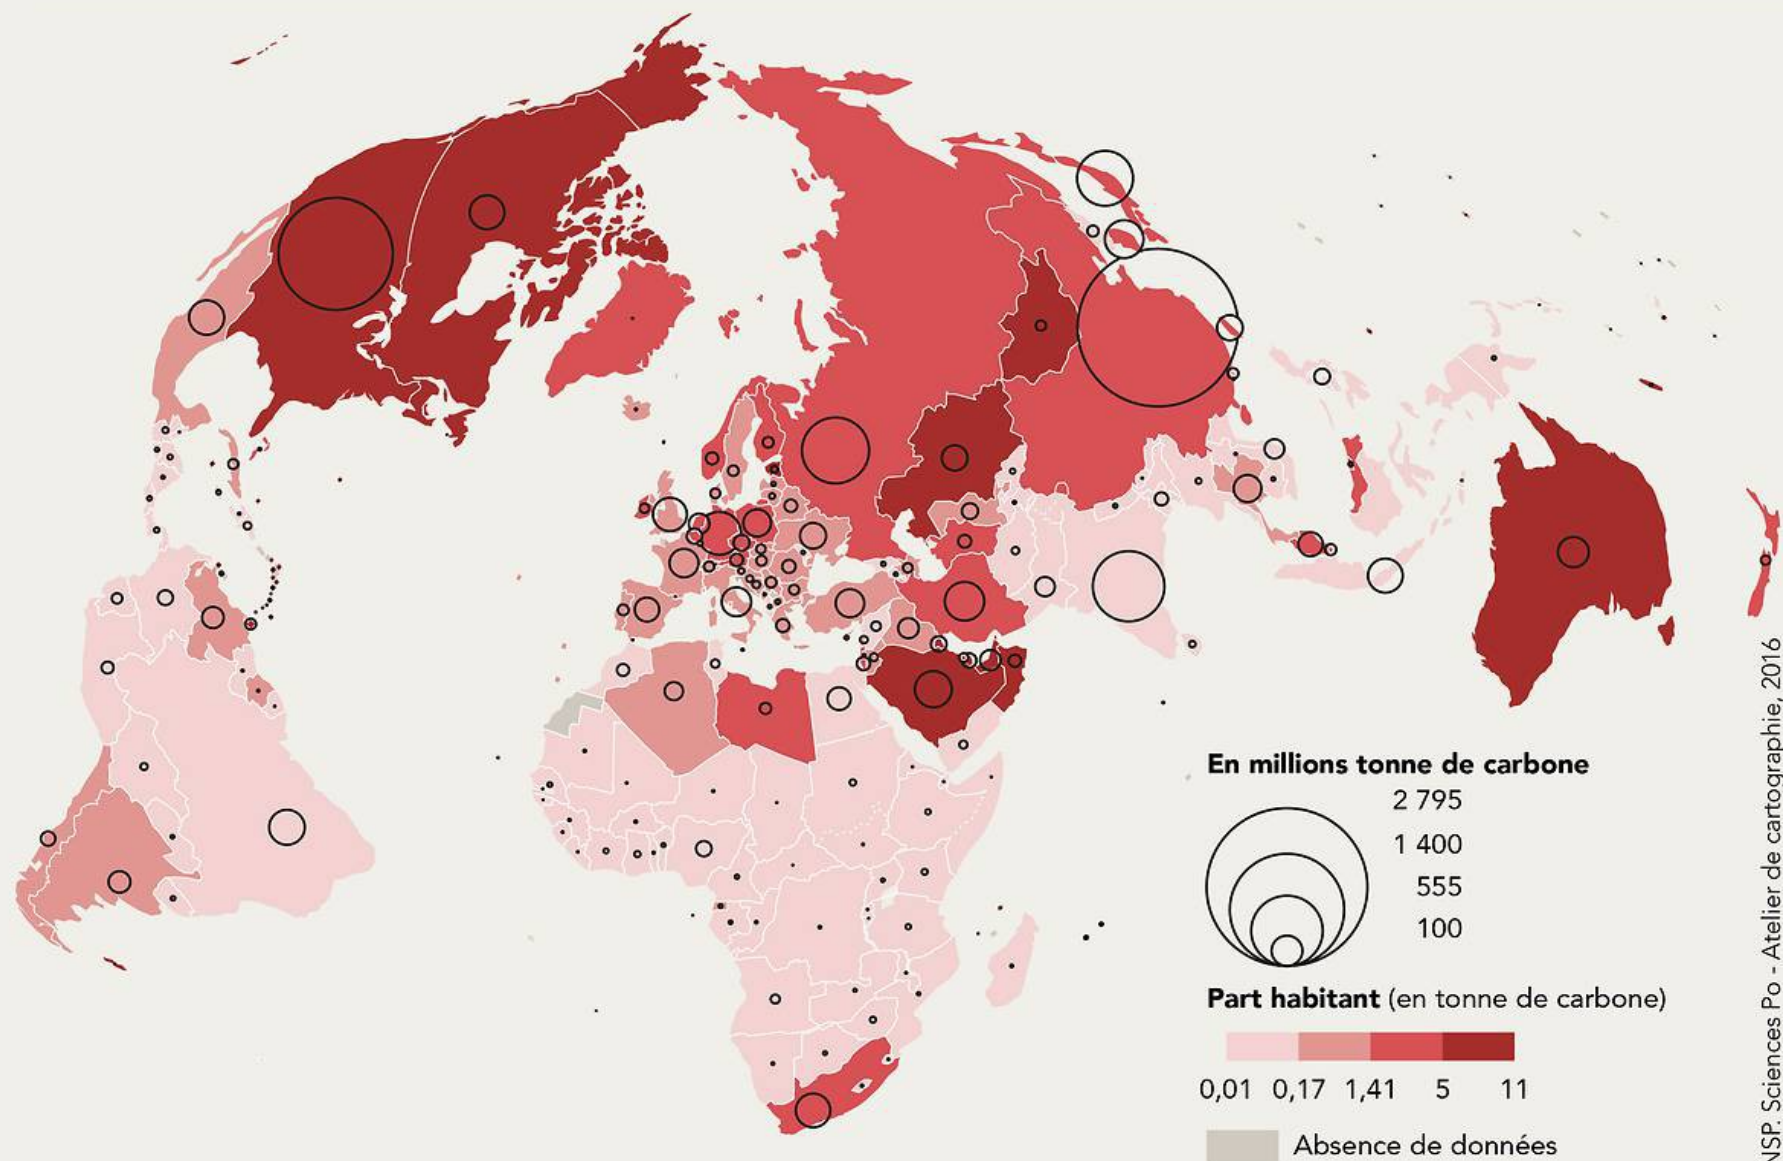 En millions tonne de carbone
2 795
1 400
555
100
Part habitant (en tonne de carbone)
0,01 0,17 1,41 5 11
Absence de données
NSP. Sciences Po - Atelier de cartographie, 2016